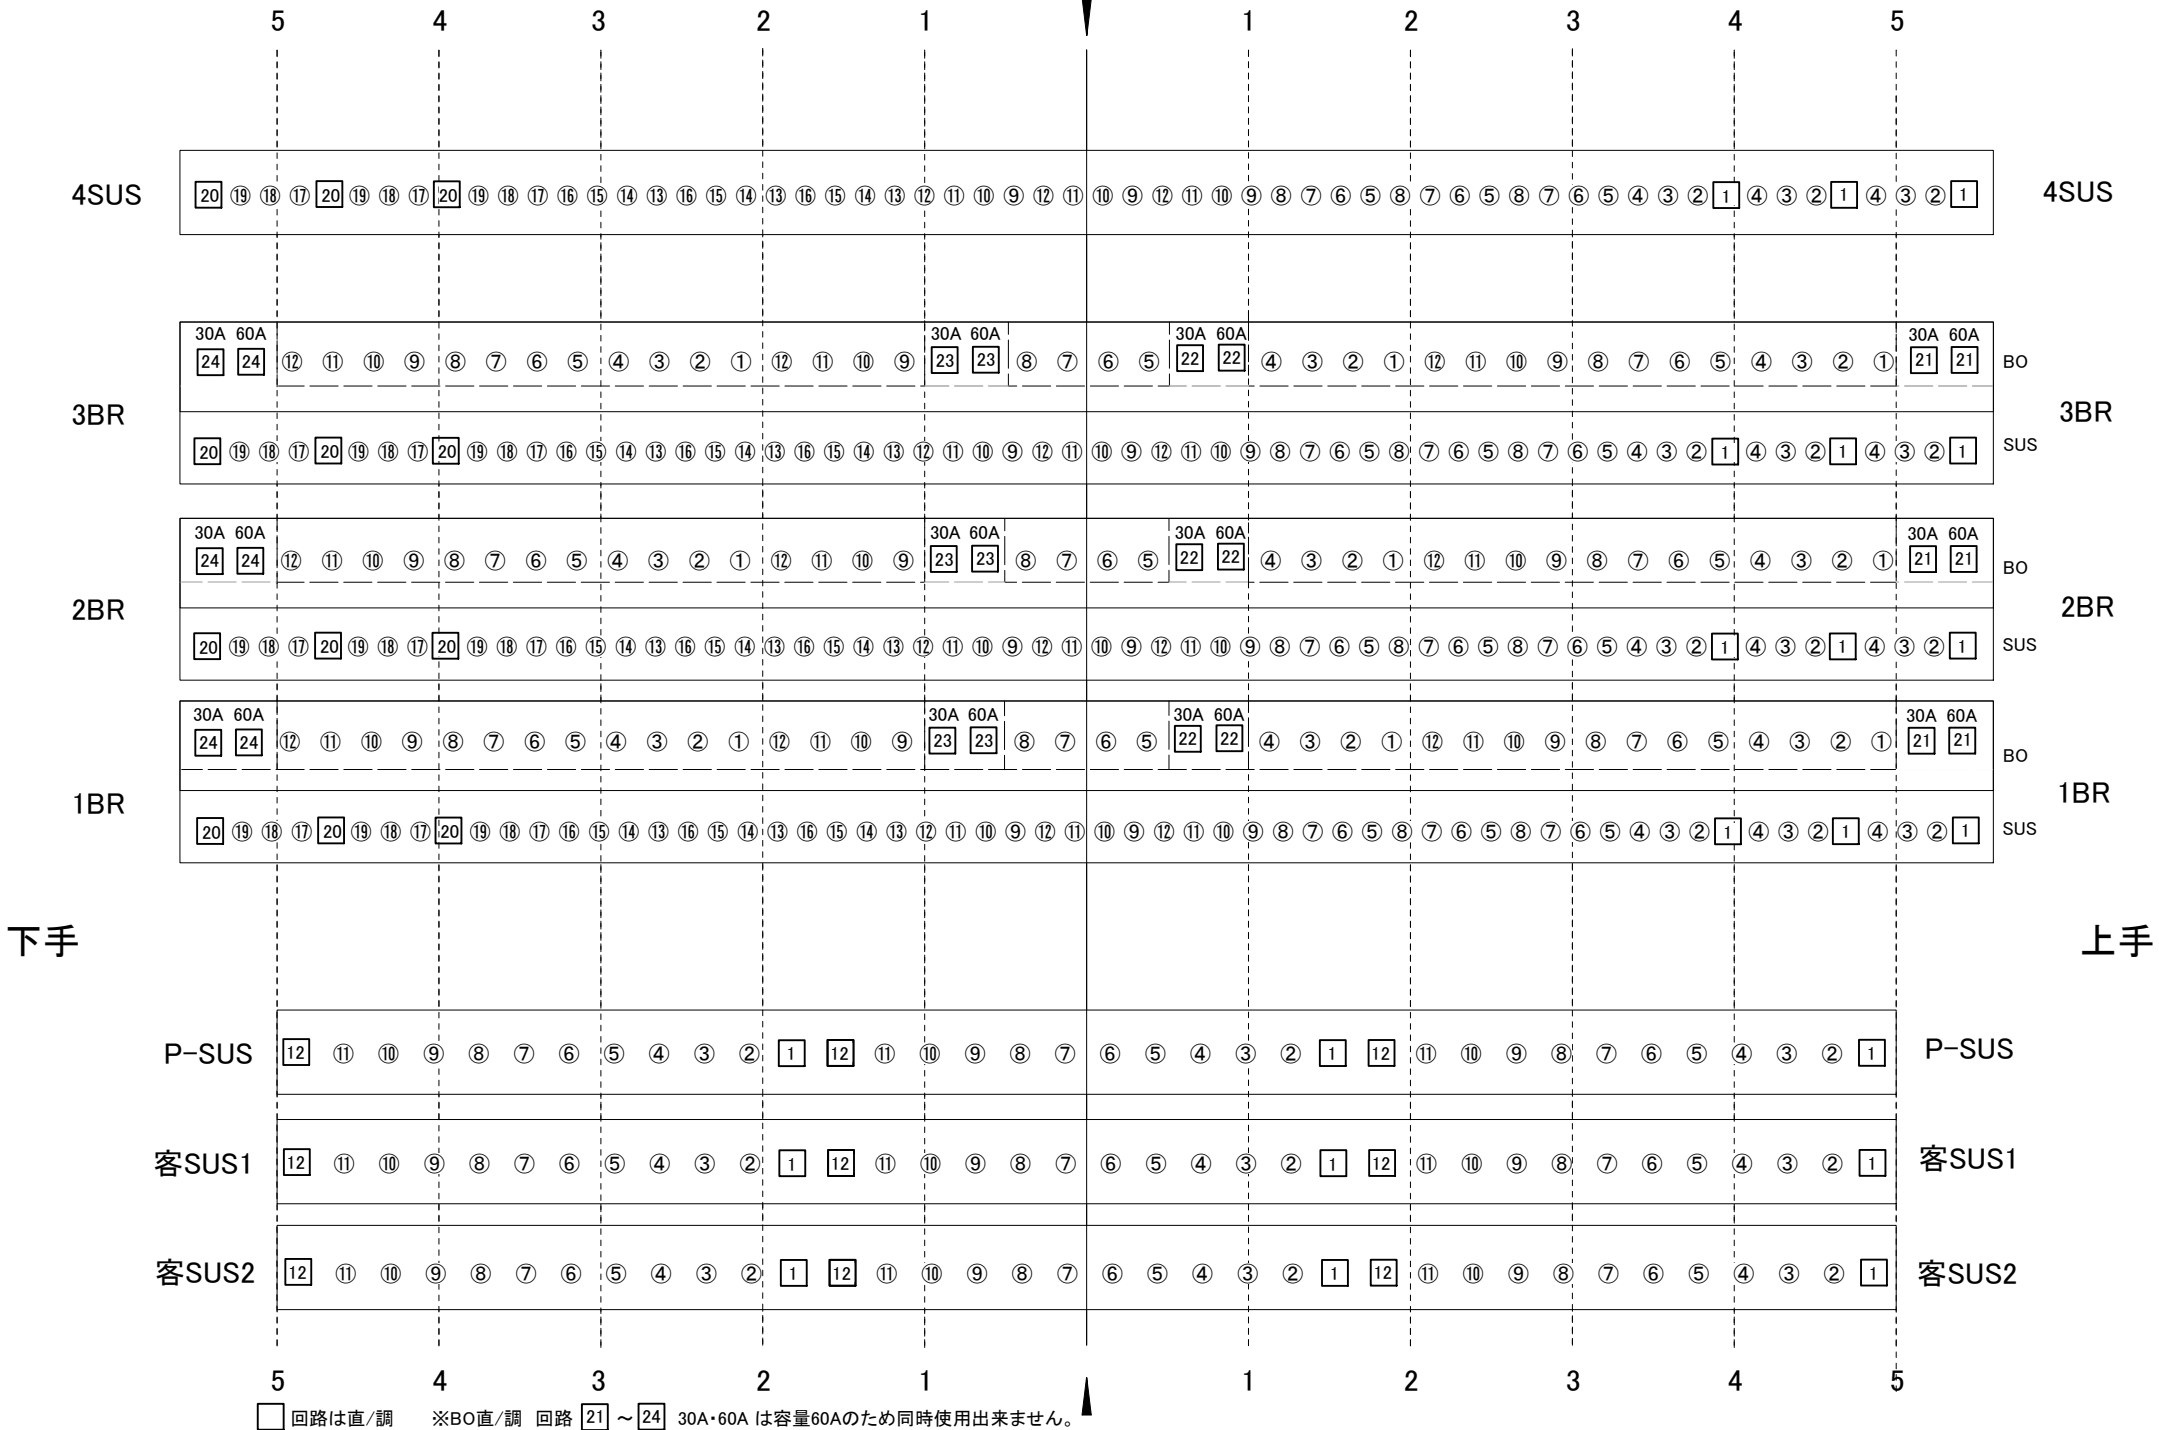 5 4 3 2 1 1 2 3 4 5
4SUS 20 ⑲ ⑱ ⑰ 20 ⑲ ⑱ ⑰ 20 ⑲ ⑱ ⑰ ⑯ ⑮ ⑭ ⑬ ⑯ ⑮ ⑭ ⑬ ⑯ ⑮ ⑭ ⑬ ⑫ ⑪ ⑩ ⑨ ⑫ ⑪ ⑩ ⑨ ⑫ ⑪ ⑩ ⑨ ⑧ ⑦ ⑥ ⑤ ⑧ ⑦ ⑥ ⑤ ⑧ ⑦ ⑥ ⑤ ④ ③ ② 1 ④ ③ ② 1 ④ ③ ② 1 4SUS
30A 60A 30A 60A 30A 60A 30A 60A
24 24 ⑫ ⑪ ⑩ ⑨ ⑧ ⑦ ⑥ ⑤ ④ ③ ② ① ⑫ ⑪ ⑩ ⑨ 23 23 ⑧ ⑦ ⑥ ⑤ 22 22 ④ ③ ② ① ⑫ ⑪ ⑩ ⑨ ⑧ ⑦ ⑥ ⑤ ④ ③ ② ① 21 21 BO
3BR 3BR
20 ⑲ ⑱ ⑰ 20 ⑲ ⑱ ⑰ 20 ⑲ ⑱ ⑰ ⑯ ⑮ ⑭ ⑬ ⑯ ⑮ ⑭ ⑬ ⑯ ⑮ ⑭ ⑬ ⑫ ⑪ ⑩ ⑨ ⑫ ⑪ ⑩ ⑨ ⑫ ⑪ ⑩ ⑨ ⑧ ⑦ ⑥ ⑤ ⑧ ⑦ ⑥ ⑤ ⑧ ⑦ ⑥ ⑤ ④ ③ ② 1 ④ ③ ② 1 ④ ③ ② 1 SUS
30A 60A 30A 60A 30A 60A 30A 60A
24 24 ⑫ ⑪ ⑩ ⑨ ⑧ ⑦ ⑥ ⑤ ④ ③ ② ① ⑫ ⑪ ⑩ ⑨ 23 23 ⑧ ⑦ ⑥ ⑤ 22 22 ④ ③ ② ① ⑫ ⑪ ⑩ ⑨ ⑧ ⑦ ⑥ ⑤ ④ ③ ② ① 21 21 BO
2BR 2BR
20 ⑲ ⑱ ⑰ 20 ⑲ ⑱ ⑰ 20 ⑲ ⑱ ⑰ ⑯ ⑮ ⑭ ⑬ ⑯ ⑮ ⑭ ⑬ ⑯ ⑮ ⑭ ⑬ ⑫ ⑪ ⑩ ⑨ ⑫ ⑪ ⑩ ⑨ ⑫ ⑪ ⑩ ⑨ ⑧ ⑦ ⑥ ⑤ ⑧ ⑦ ⑥ ⑤ ⑧ ⑦ ⑥ ⑤ ④ ③ ② 1 ④ ③ ② 1 ④ ③ ② 1 SUS
30A 60A 30A 60A 30A 60A 30A 60A
24 24 ⑫ ⑪ ⑩ ⑨ ⑧ ⑦ ⑥ ⑤ ④ ③ ② ① ⑫ ⑪ ⑩ ⑨ 23 23 ⑧ ⑦ ⑥ ⑤ 22 22 ④ ③ ② ① ⑫ ⑪ ⑩ ⑨ ⑧ ⑦ ⑥ ⑤ ④ ③ ② ① 21 21 BO
1BR 1BR
20 ⑲ ⑱ ⑰ 20 ⑲ ⑱ ⑰ 20 ⑲ ⑱ ⑰ ⑯ ⑮ ⑭ ⑬ ⑯ ⑮ ⑭ ⑬ ⑯ ⑮ ⑭ ⑬ ⑫ ⑪ ⑩ ⑨ ⑫ ⑪ ⑩ ⑨ ⑫ ⑪ ⑩ ⑨ ⑧ ⑦ ⑥ ⑤ ⑧ ⑦ ⑥ ⑤ ⑧ ⑦ ⑥ ⑤ ④ ③ ② 1 ④ ③ ② 1 ④ ③ ② 1 SUS
下手 上手
P-SUS 12 ⑪ ⑩ ⑨ ⑧ ⑦ ⑥ ⑤ ④ ③ ② 1 12 ⑪ ⑩ ⑨ ⑧ ⑦ ⑥ ⑤ ④ ③ ② 1 12 ⑪ ⑩ ⑨ ⑧ ⑦ ⑥ ⑤ ④ ③ ② 1 P-SUS
客SUS1 12 ⑪ ⑩ ⑨ ⑧ ⑦ ⑥ ⑤ ④ ③ ② 1 12 ⑪ ⑩ ⑨ ⑧ ⑦ ⑥ ⑤ ④ ③ ② 1 12 ⑪ ⑩ ⑨ ⑧ ⑦ ⑥ ⑤ ④ ③ ② 1 客SUS1
客SUS2 12 ⑪ ⑩ ⑨ ⑧ ⑦ ⑥ ⑤ ④ ③ ② 1 12 ⑪ ⑩ ⑨ ⑧ ⑦ ⑥ ⑤ ④ ③ ② 1 12 ⑪ ⑩ ⑨ ⑧ ⑦ ⑥ ⑤ ④ ③ ② 1 客SUS2
5 4 3 2 1 1 2 3 4 5
回路は直/調 ※BO直/調 回路 21 ～ 24 30A・60A は容量60Aのため同時使用出来ません。